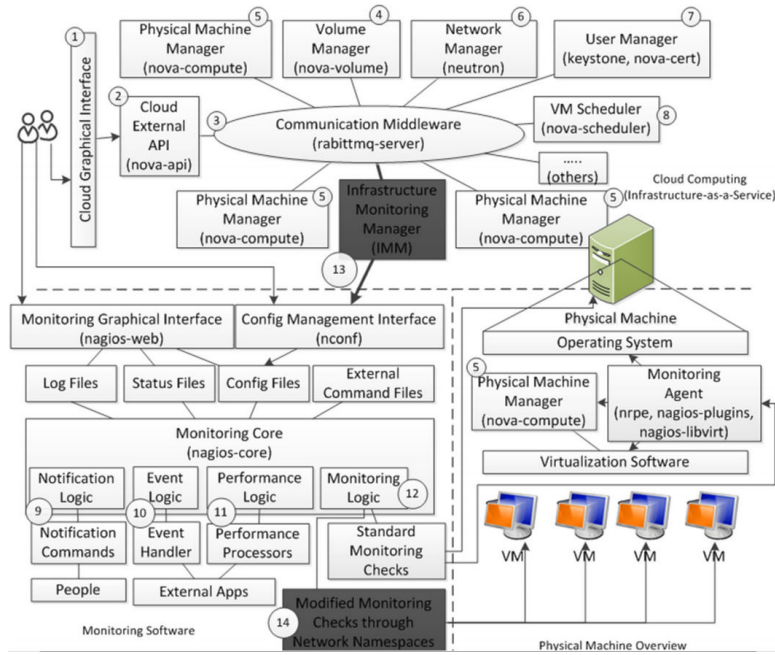 1
Cloud Graphical Interface
2
Cloud
External
API
(nova-api)
3
Physical Machine
Manager
(nova-compute)
5
Volume
Manager
(nova-volume)
4
Network
Manager
(neutron)
6
User Manager
(keystone, nova-cert)
7
Communication Middleware
(rabittmq-server)
VM Scheduler
(nova-scheduler)
8
.....
(others)
Physical Machine
Manager
(nova-compute)
5
Infrastructure
Monitoring
Manager
(IMM)
13
Physical Machine
Manager
(nova-compute)
5
Cloud Computing
(Infrastructure-as-a-Service)
Monitoring Graphical Interface
(nagios-web)
Config Management Interface
(nconf)
Log Files
Status Files
Config Files
External
Command Files
Monitoring Core
(nagios-core)
Notification
Logic
Event
Logic
Performance
Logic
Monitoring
Logic
12
9
10
11
Notification
Commands
Event
Handler
Performance
Processors
Standard
Monitoring
Checks
People
External Apps
14
Modified Monitoring
Checks through
Network Namespaces
Monitoring Software
Physical Machine
Operating System
5
Physical Machine
Manager
(nova-compute)
Monitoring
Agent
(nrpe, nagios-plugins,
nagios-libvirt)
Virtualization Software
VM
VM
VM
VM
Physical Machine Overview